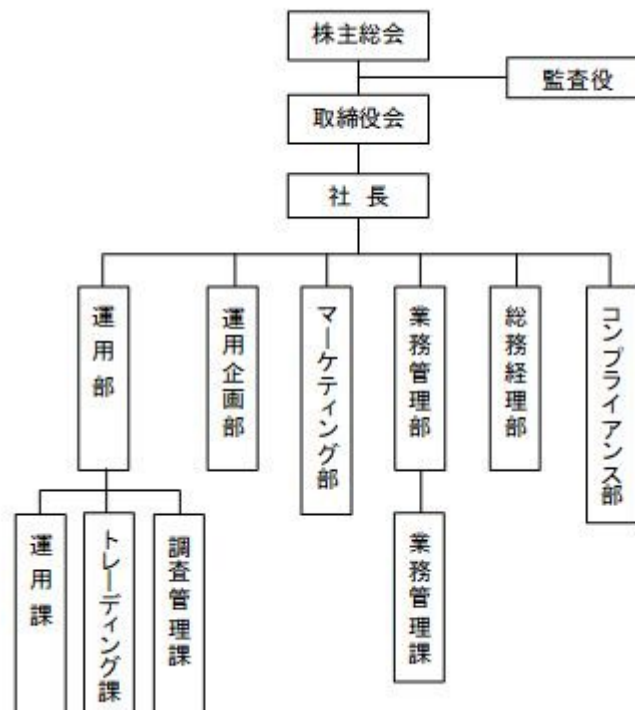 株主総会
監査役
取締役会
社 長
運用部
運用企画部
マーケティング部
業務管理部
総務経理部
コンプライアンス部
運用課
トレーディング課
調査管理課
業務管理課